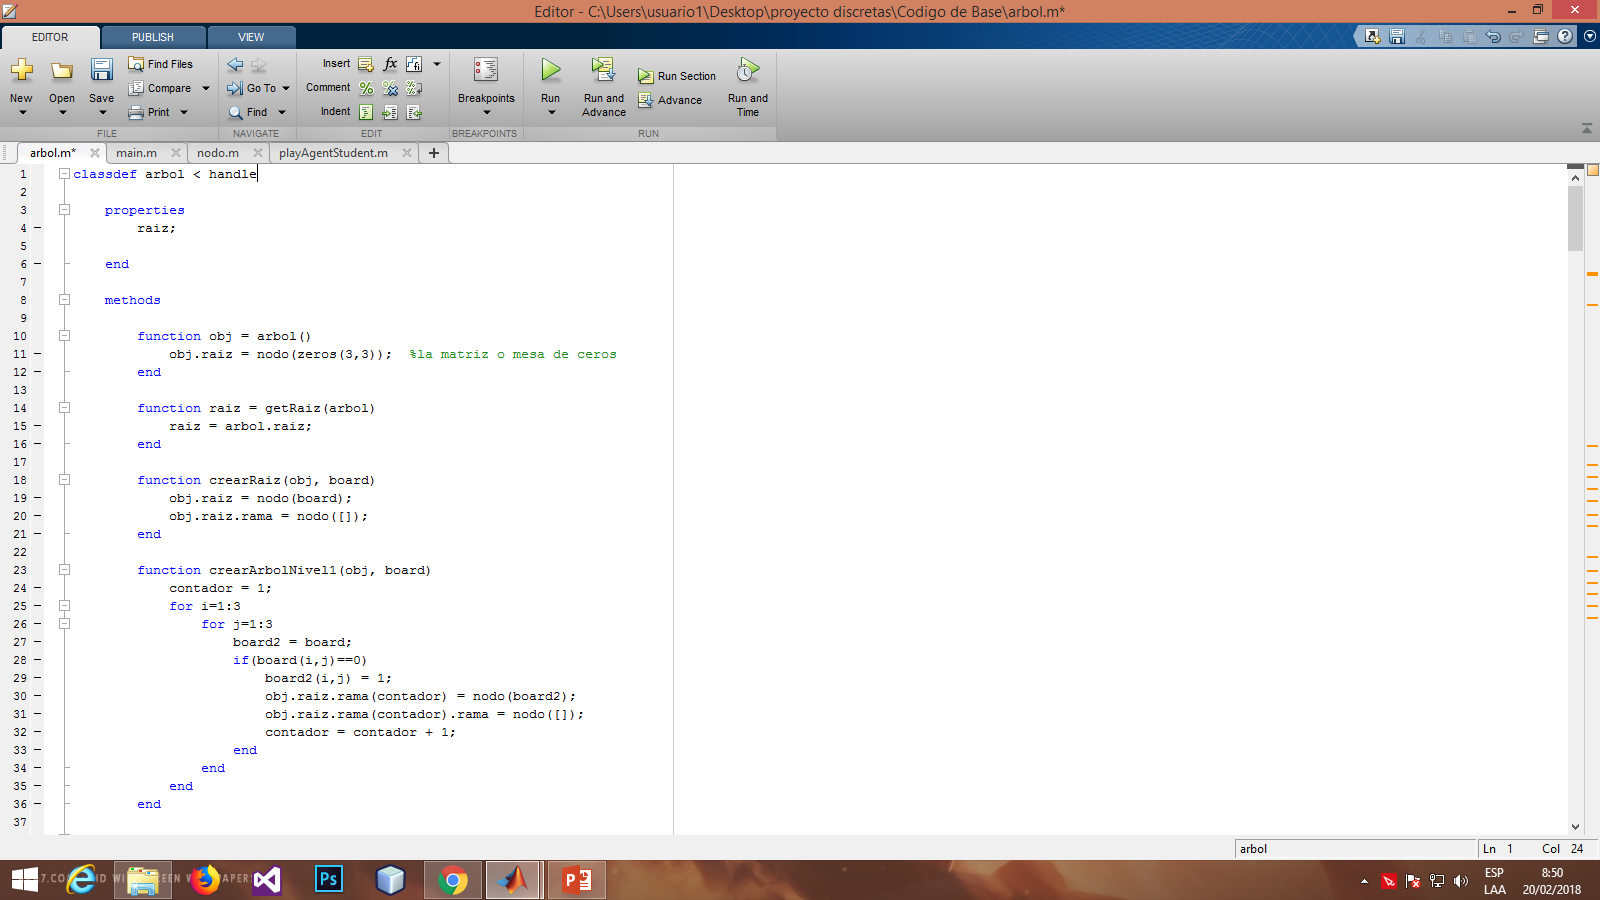 Editor - C:\Users\usuario1\Desktop\proyecto discretas\Codigo de Base\arbol.m*
EDITOR PUBLISH VIEW
New Open Save Find Files Compare Print
Insert fx
Comment
Indent
Go To Find
Breakpoints Run Run and Advance Run Section Advance Run and Time
FILE NAVIGATE EDIT BREAKPOINTS RUN
arbol.m* main.m nodo.m playAgentStudent.m
1 classdef arbol < handle
2
3 properties
4 raiz;
5
6 end
7
8 methods
9
10 function obj = arbol()
11 obj.raiz = nodo(zeros(3,3)); %la matriz o mesa de ceros
12 end
13
14 function raiz = getRaiz(arbol)
15 raiz = arbol.raiz;
16 end
17
18 function crearRaiz(obj, board)
19 obj.raiz = nodo(board);
20 obj.raiz.rama = nodo([]);
21 end
22
23 function crearArbolNivel1(obj, board)
24 contador = 1;
25 for i=1:3
26 for j=1:3
27 board2 = board;
28 if(board(i,j)==0)
29 board2(i,j) = 1;
30 obj.raiz.rama(contador) = nodo(board2);
31 obj.raiz.rama(contador).rama = nodo([]);
32 contador = contador + 1;
33 end
34 end
35 end
36 end
37
arbol Ln 1 Col 24
Ps
ESP 8:50
LAA 20/02/2018